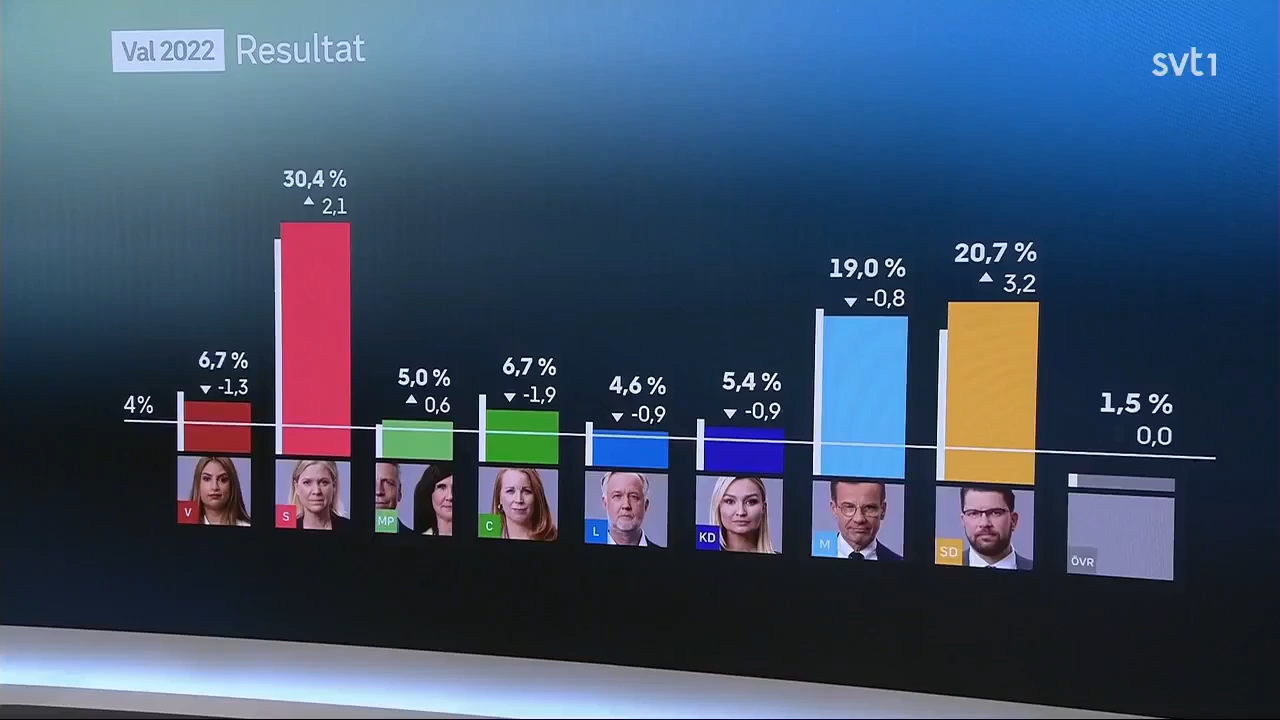 Val 2022 Resultat
svt1
30,4 %
2,1
20,7 %
3,2
19,0 %
-0,8
6,7 %
-1,3
5,0 %
0,6
6,7 %
-1,9
4,6 %
-0,9
5,4 %
-0,9
1,5 %
0,0
4%
V
S
MP
C
L
KD
M
SD
ÖVR